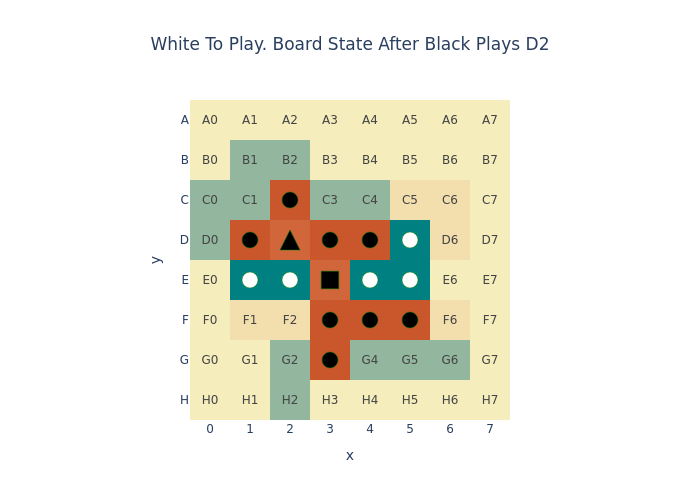 White To Play. Board State After Black Plays D2
A A0 A1 A2 A3 A4 A5 A6 A7
B B0 B1 B2 B3 B4 B5 B6 B7
C C0 C1 C3 C4 C5 C6 C7
D D0 D6 D7
E E0 E6 E7
F F0 F1 F2 F6 F7
G G0 G1 G2 G4 G5 G6 G7
H H0 H1 H2 H3 H4 H5 H6 H7
0 1 2 3 4 5 6 7
x
y